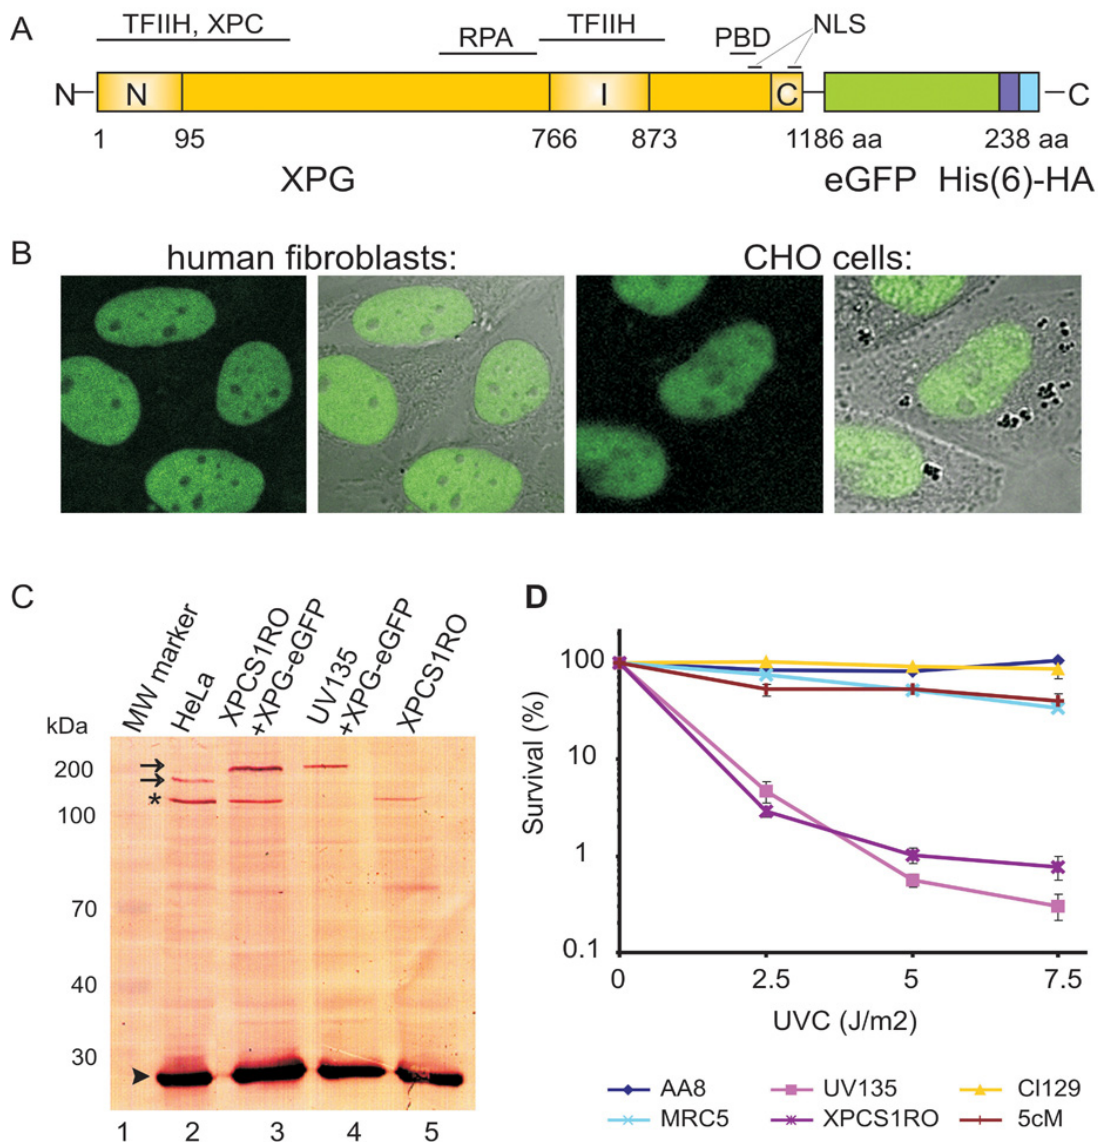 A
TFIIH, XPC
RPA
TFIIH
PBD
NLS
N
N
I
C
C
1
95
766
873
1186 aa
238 aa
XPG
eGFP
His(6)-HA
B
human fibroblasts:
CHO cells:
C
MW marker
HeLa
XPCS1RO
+XPG-eGFP
UV135
+XPG-eGFP
XPCS1RO
kDa
200
*
100
70
40
30
1
2
3
4
5
D
Survival (%)
100
10
1
0.1
0
2.5
5
7.5
UVC (J/m2)
AA8
UV135
Cl129
MRC5
XPCS1RO
5cM